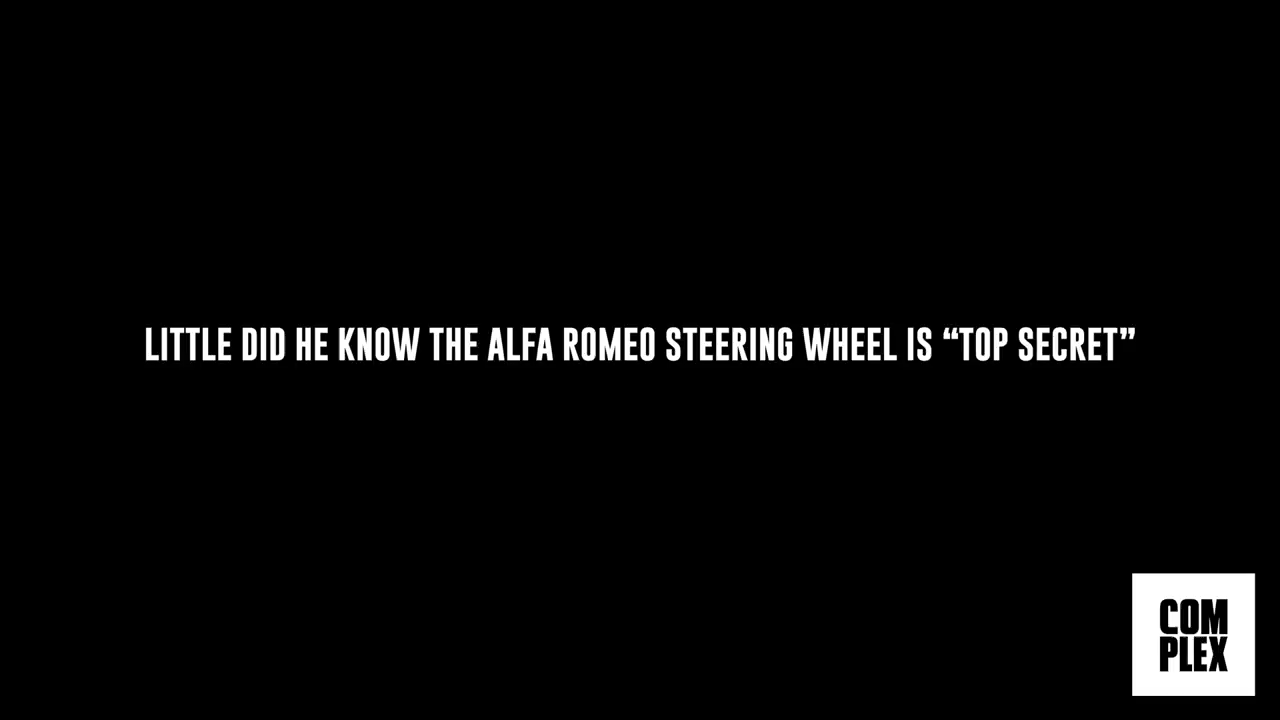 LITTLE DID HE KNOW THE ALFA ROMEO STEERING WHEEL IS “TOP SECRET”
COM
PLEX